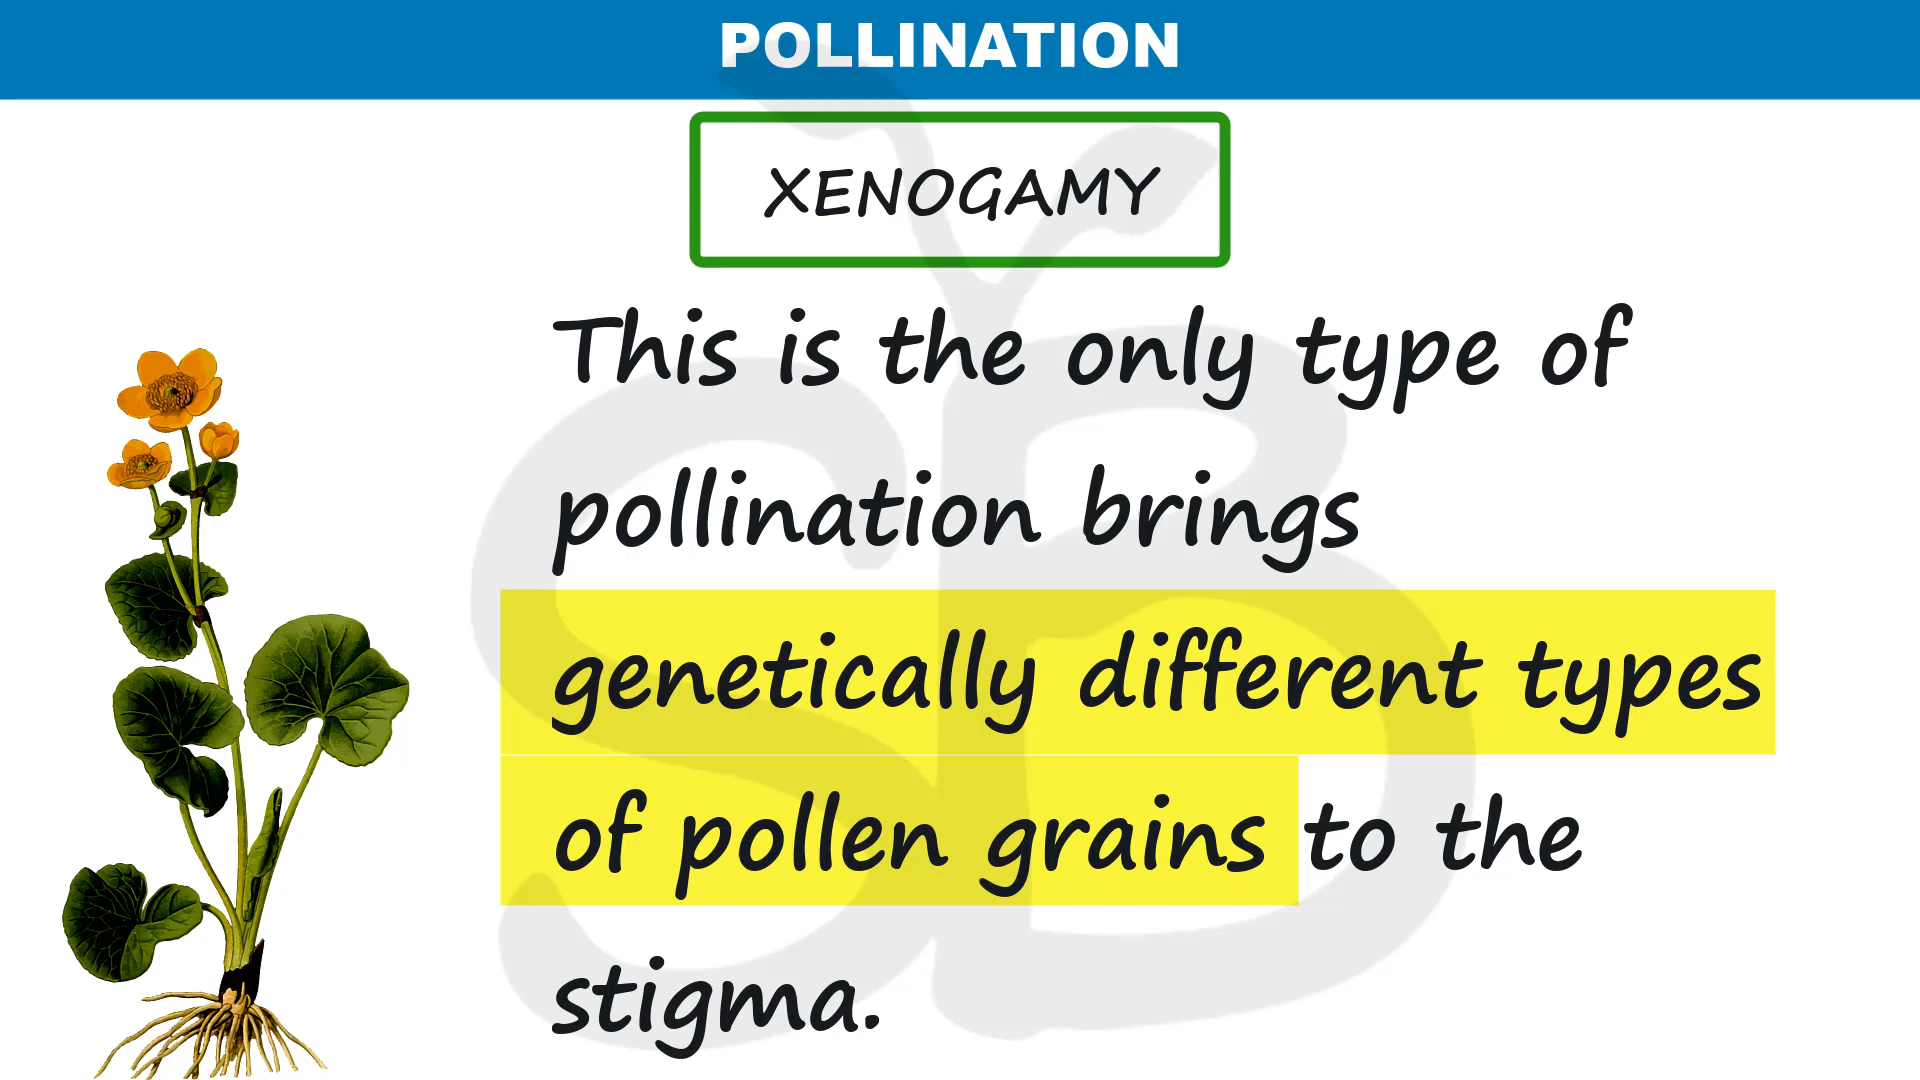 POLLINATION
XENOGAMY
This is the only type of
pollination brings
genetically different types
of pollen grains to the
stigma.
SB